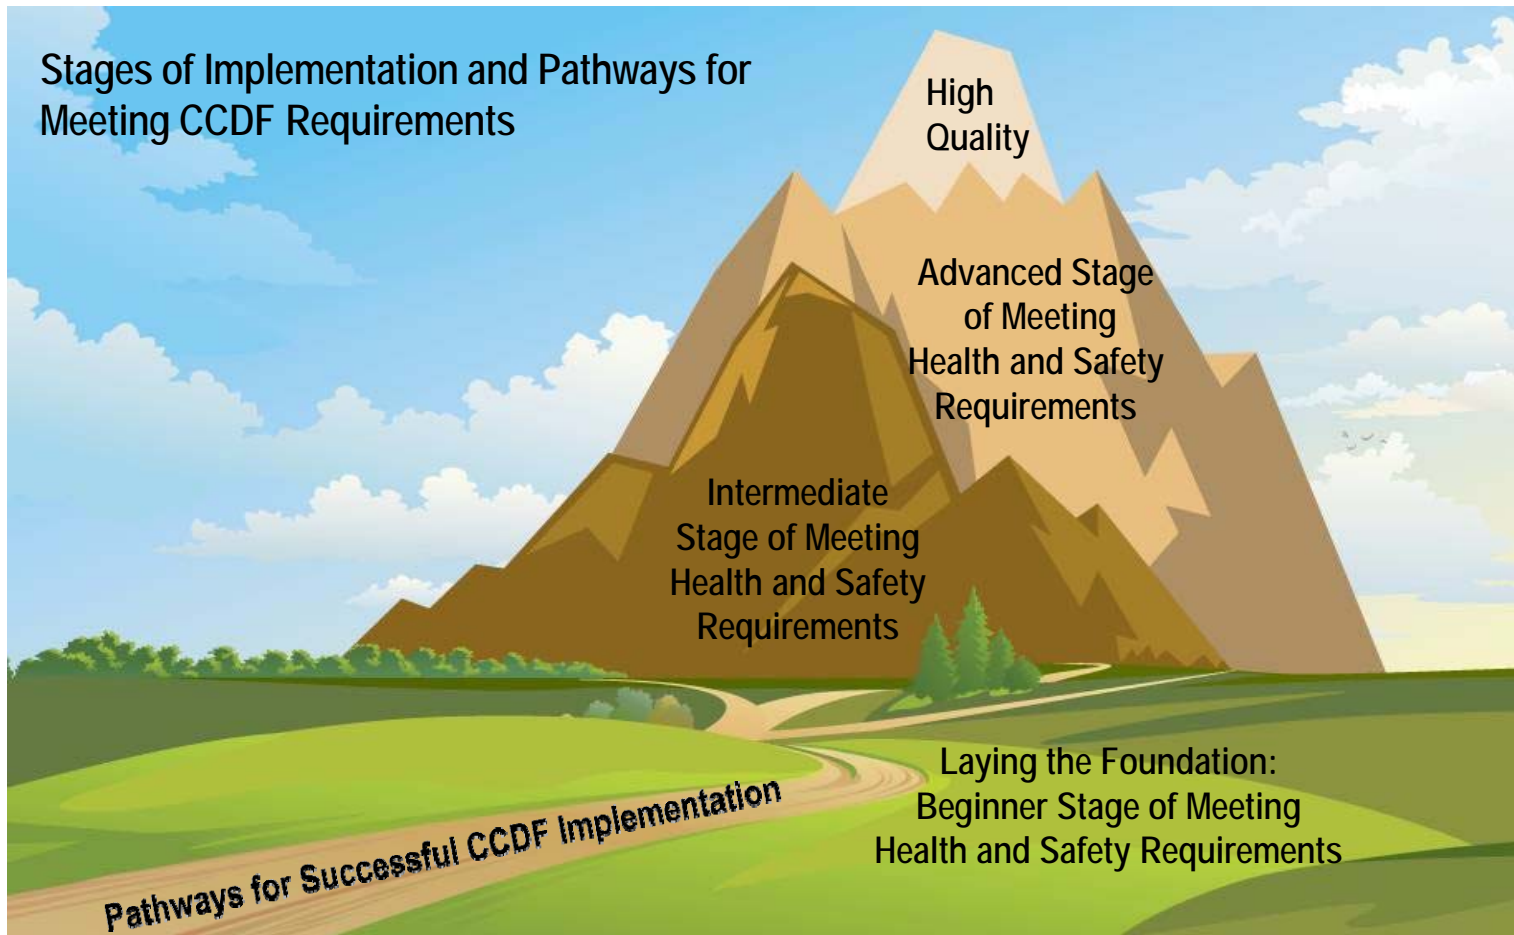 Stages of Implementation and Pathways for
Meeting CCDF Requirements
High
Quality
Advanced Stage
of Meeting
Health and Safety
Requirements
Intermediate
Stage of Meeting
Health and Safety
Requirements
Laying the Foundation:
Beginner Stage of Meeting
Health and Safety Requirements
Pathways for Successful CCDF Implementation